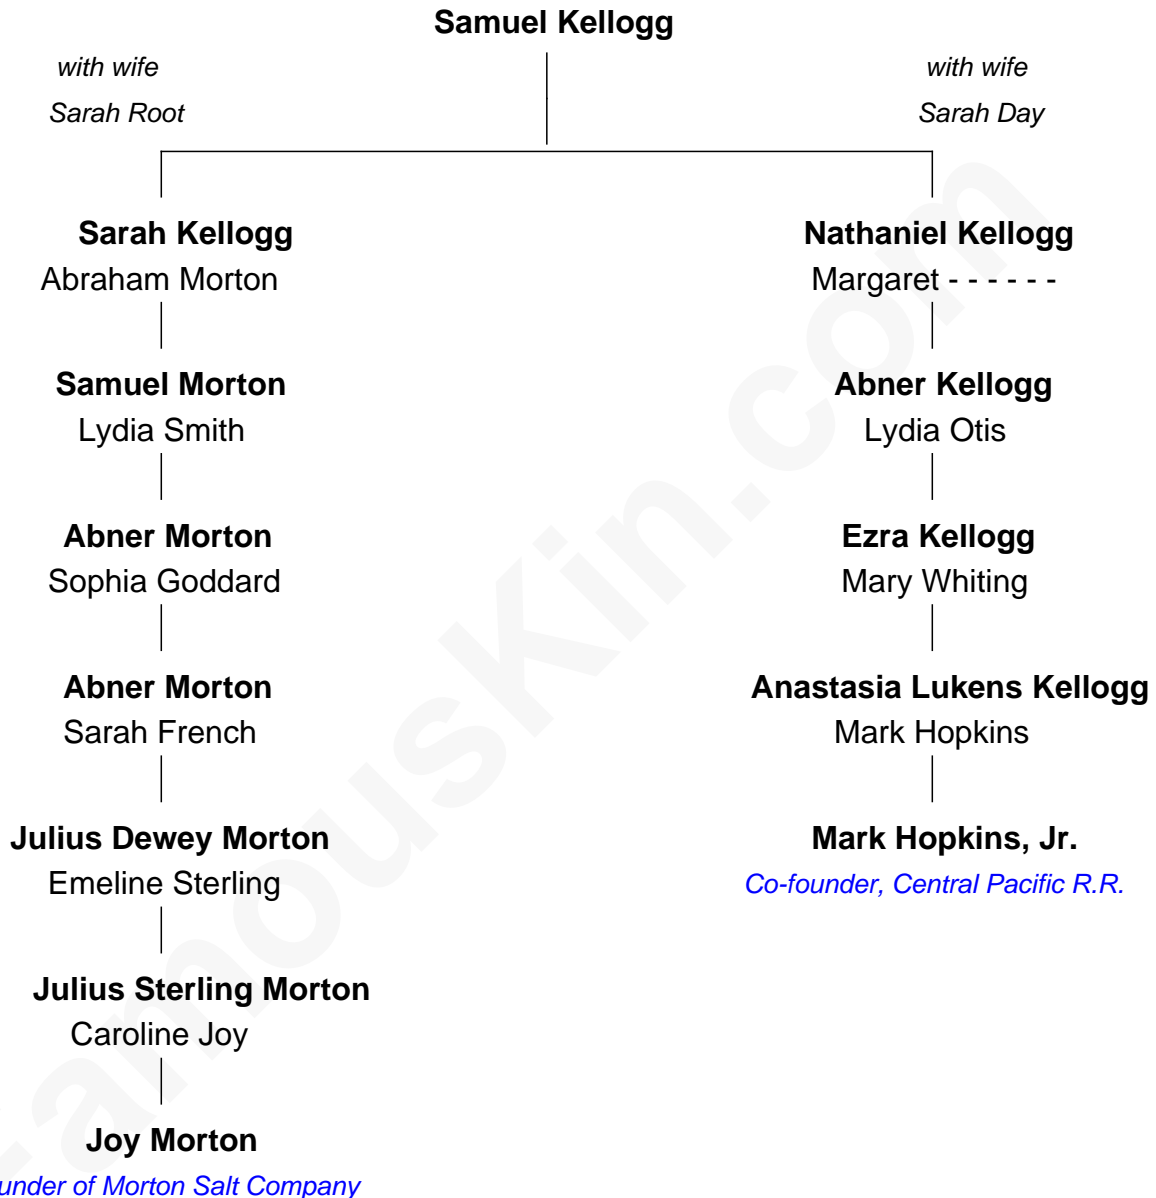 Samuel Kellogg
with wife
Sarah Root
with wife
Sarah Day
Sarah Kellogg
Abraham Morton
Nathaniel Kellogg
Margaret - - - - - -
Samuel Morton
Lydia Smith
Abner Kellogg
Lydia Otis
Abner Morton
Sophia Goddard
Ezra Kellogg
Mary Whiting
Abner Morton
Sarah French
Anastasia Lukens Kellogg
Mark Hopkins
Julius Dewey Morton
Emeline Sterling
Mark Hopkins, Jr.
Co-founder, Central Pacific R.R.
Julius Sterling Morton
Caroline Joy
Joy Morton
of Morton Salt Company